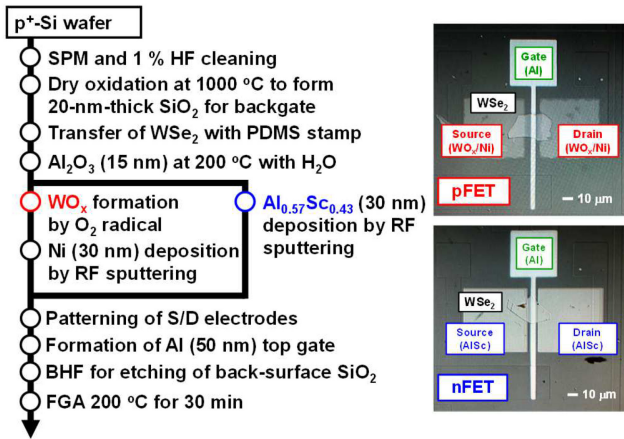 p⁺-Si wafer
SPM and 1 % HF cleaning
Dry oxidation at 1000 °C to form
20-nm-thick SiO₂ for backgate
Transfer of WSe₂ with PDMS stamp
Al₂O₃ (15 nm) at 200 °C with H₂O
WOₓ formation
by O₂ radical
Ni (30 nm) deposition
by RF sputtering
Al₀.₅₇Sc₀.₄₃ (30 nm)
deposition by RF
sputtering
Patterning of S/D electrodes
Formation of Al (50 nm) top gate
BHF for etching of back-surface SiO₂
FGA 200 °C for 30 min
Gate
(Al)
WSe₂
Source
(WOₓ/Ni)
Drain
(WOₓ/Ni)
pFET
10 μm
Gate
(Al)
WSe₂
Source
(AlSc)
Drain
(AlSc)
nFET
10 μm